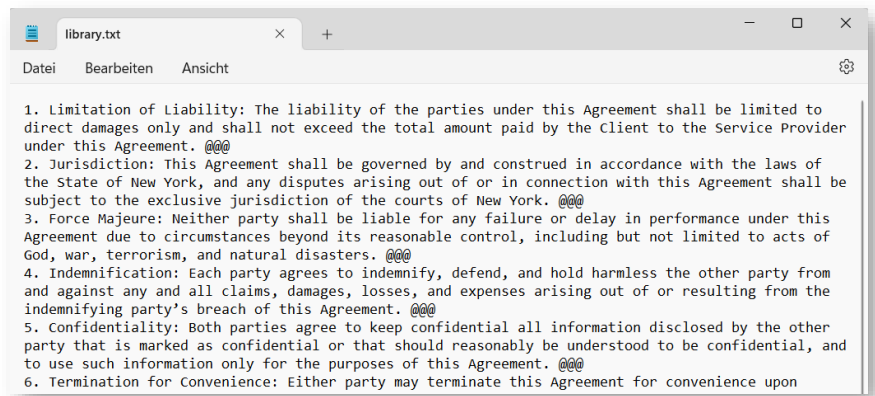 library.txt
Datei Bearbeiten Ansicht
1. Limitation of Liability: The liability of the parties under this Agreement shall be limited to
direct damages only and shall not exceed the total amount paid by the Client to the Service Provider
under this Agreement. @@@
2. Jurisdiction: This Agreement shall be governed by and construed in accordance with the laws of
the State of New York, and any disputes arising out of or in connection with this Agreement shall be
subject to the exclusive jurisdiction of the courts of New York. @@@
3. Force Majeure: Neither party shall be liable for any failure or delay in performance under this
Agreement due to circumstances beyond its reasonable control, including but not limited to acts of
God, war, terrorism, and natural disasters. @@@
4. Indemnification: Each party agrees to indemnify, defend, and hold harmless the other party from
and against any and all claims, damages, losses, and expenses arising out of or resulting from the
indemnifying party’s breach of this Agreement. @@@
5. Confidentiality: Both parties agree to keep confidential all information disclosed by the other
party that is marked as confidential or that should reasonably be understood to be confidential, and
to use such information only for the purposes of this Agreement. @@@
6. Termination for Convenience: Either party may terminate this Agreement for convenience upon